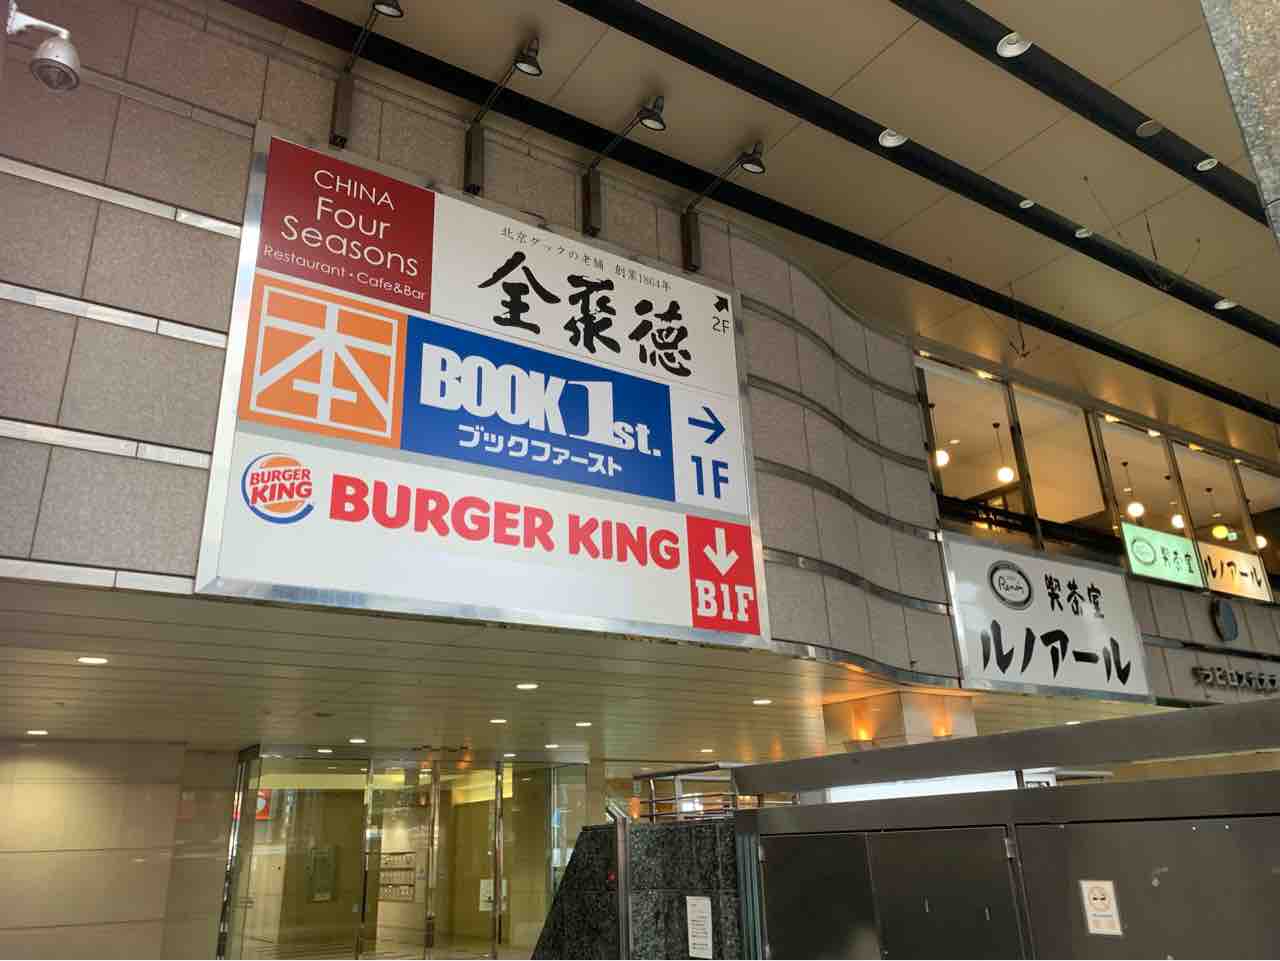 CHINA
Four
Seasons
Restaurant・Cafe&Bar
北京ダックの老舗 創業1864年
全聚德
2F
本
BOOK 1st.
ブックファースト
1F
BURGER
KING
BURGER KING
B1F
Renoir
喫茶室
ルノアール
喫茶室
ルノアール